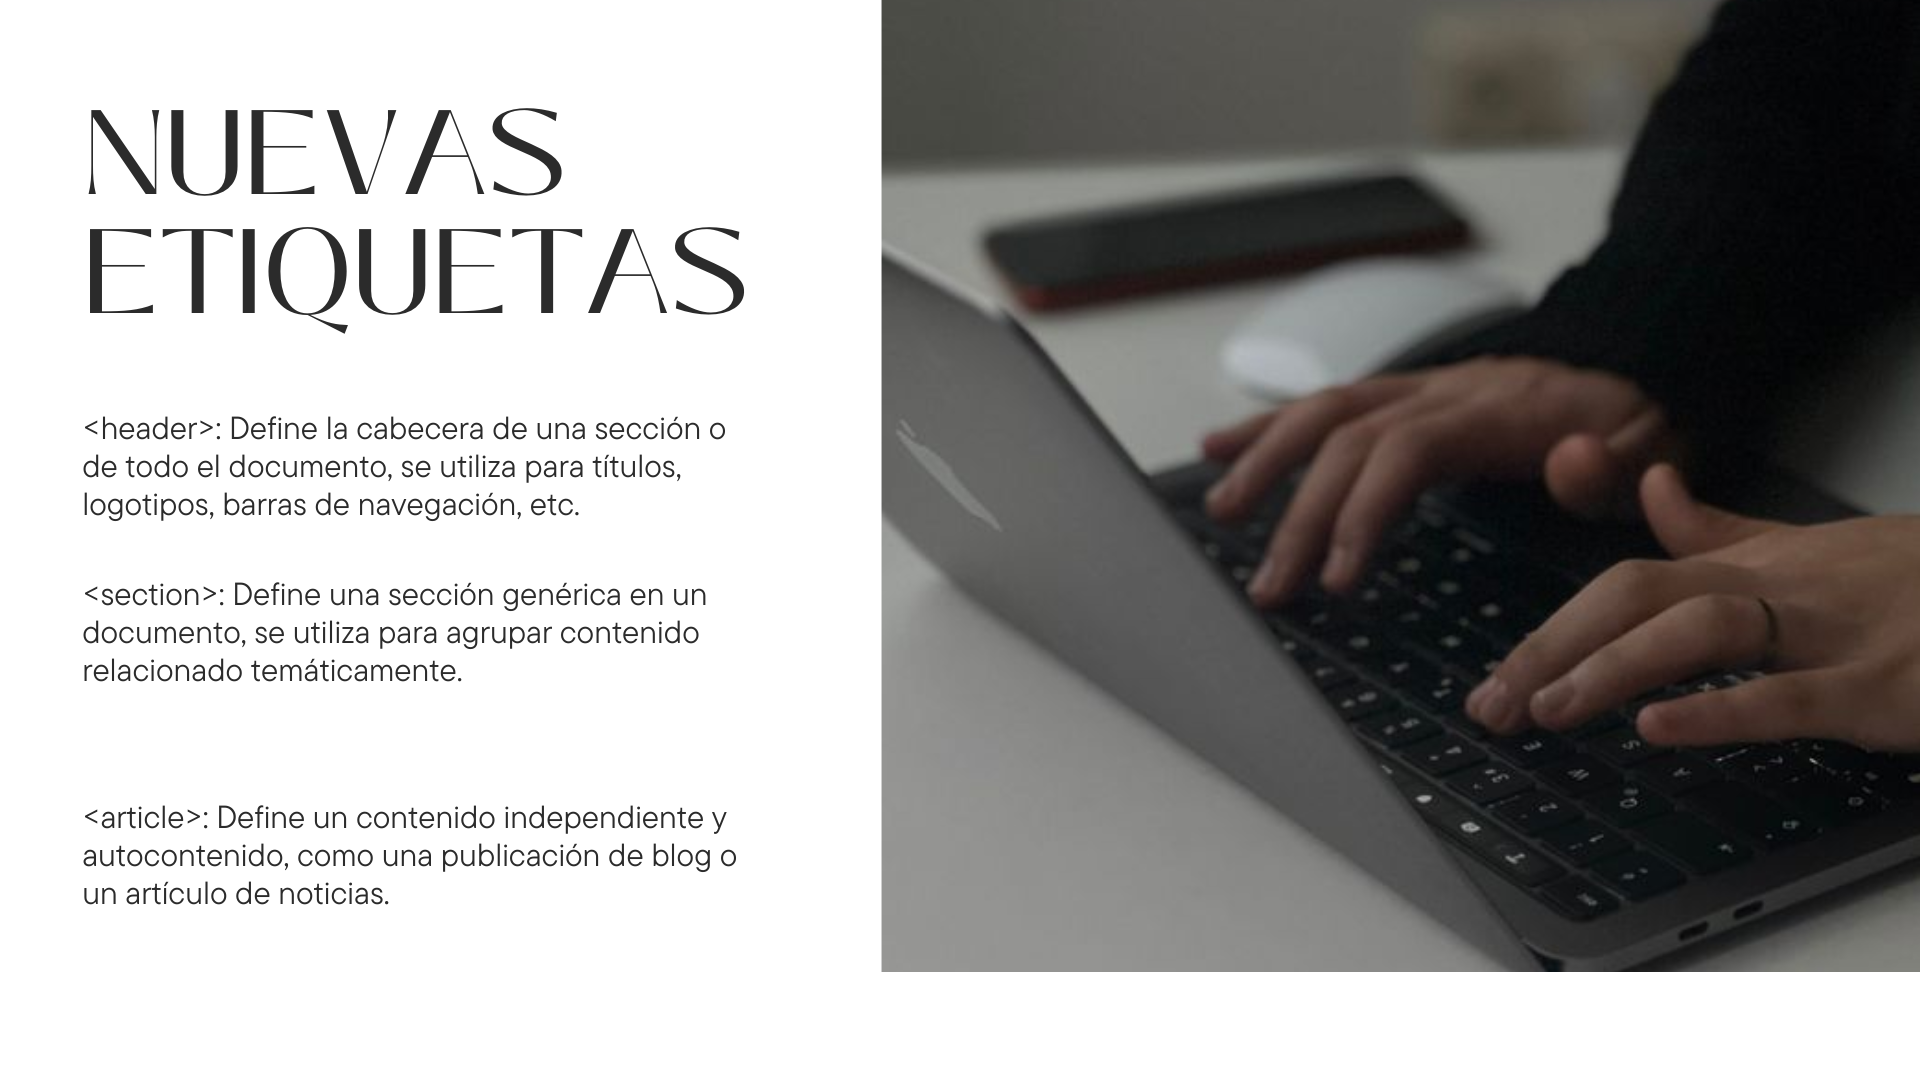 NUEVAS
ETIQUETAS
<header>: Define la cabecera de una sección o
de todo el documento, se utiliza para títulos,
logotipos, barras de navegación, etc.
<section>: Define una sección genérica en un
documento, se utiliza para agrupar contenido
relacionado temáticamente.
<article>: Define un contenido independiente y
autocontenido, como una publicación de blog o
un artículo de noticias.